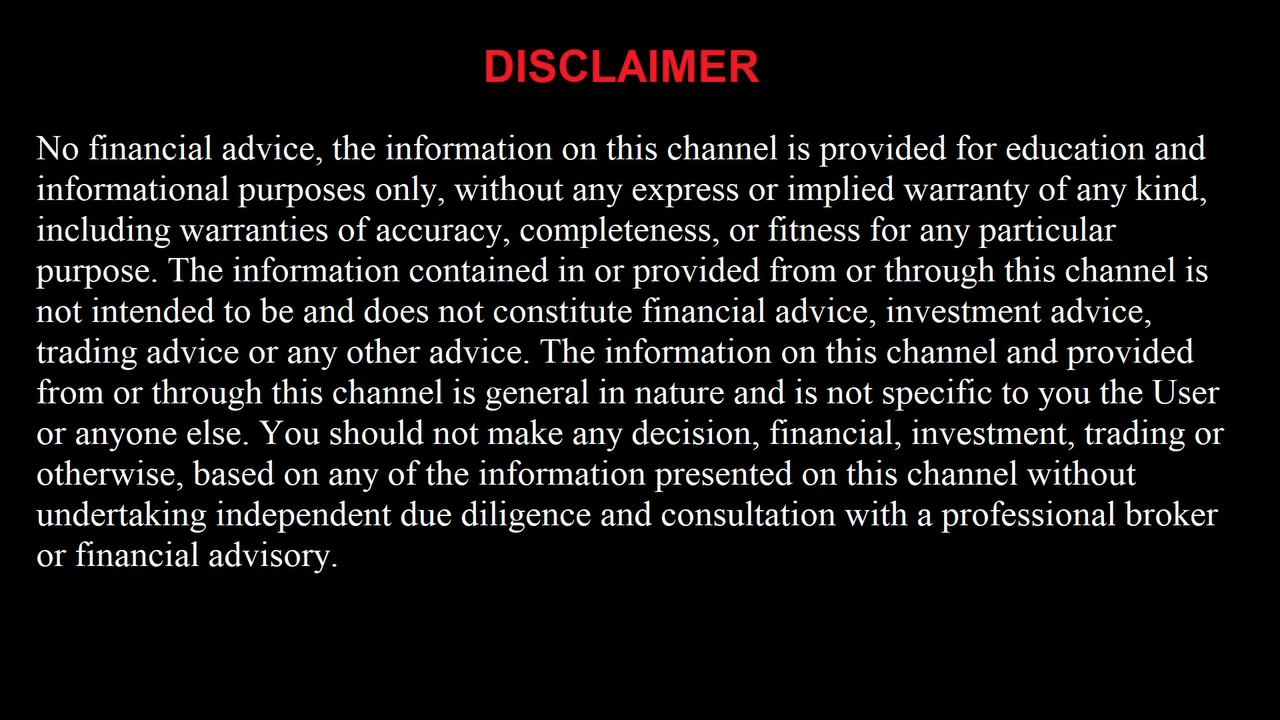 DISCLAIMER
No financial advice, the information on this channel is provided for education and
informational purposes only, without any express or implied warranty of any kind,
including warranties of accuracy, completeness, or fitness for any particular
purpose. The information contained in or provided from or through this channel is
not intended to be and does not constitute financial advice, investment advice,
trading advice or any other advice. The information on this channel and provided
from or through this channel is general in nature and is not specific to you the User
or anyone else. You should not make any decision, financial, investment, trading or
otherwise, based on any of the information presented on this channel without
undertaking independent due diligence and consultation with a professional broker
or financial advisory.